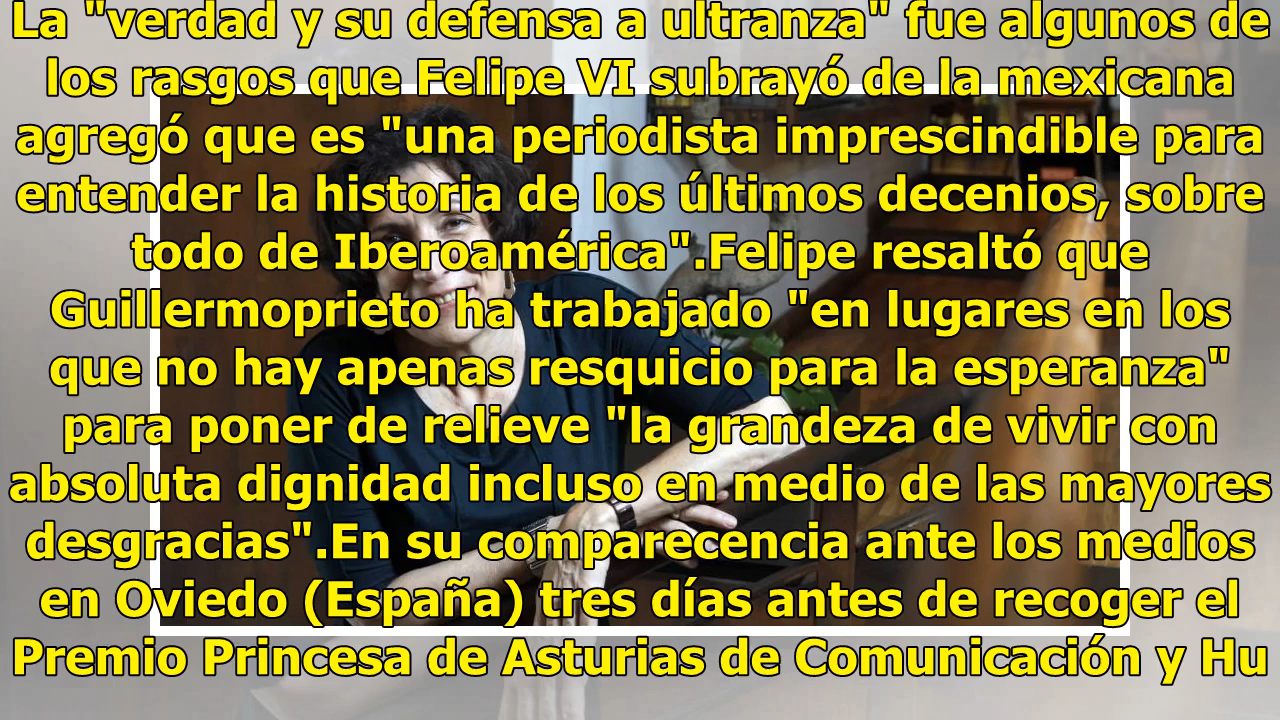 La "verdad y su defensa a ultranza" fue algunos de
los rasgos que Felipe VI subrayó de la mexicana
agregó que es "una periodista imprescindible para
entender la historia de los últimos decenios, sobre
todo de Iberoamérica".Felipe resaltó que
Guillermoprieto ha trabajado "en lugares en los
que no hay apenas resquicio para la esperanza"
para poner de relieve "la grandeza de vivir con
absoluta dignidad incluso en medio de las mayores
desgracias".En su comparecencia ante los medios
en Oviedo (España) tres días antes de recoger el
Premio Princesa de Asturias de Comunicación y Hu